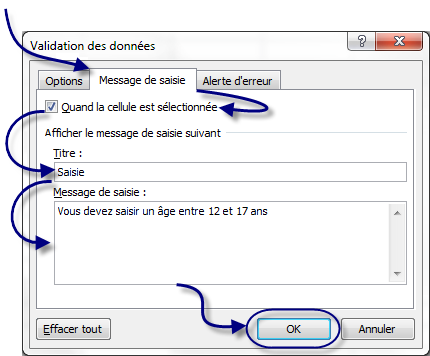 Validation des données
Options Message de saisie Alerte d'erreur
Quand la cellule est sélectionnée
Afficher le message de saisie suivant
Titre :
Saisie
Message de saisie :
Vous devez saisir un âge entre 12 et 17 ans
Effacer tout OK Annuler